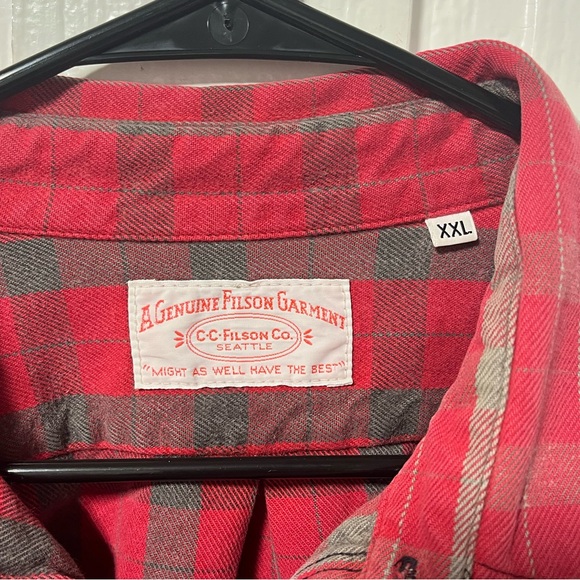 XXL
A GENUINE FILSON GARMENT
C·C·FILSON CO.
SEATTLE
"MIGHT AS WELL HAVE THE BEST"